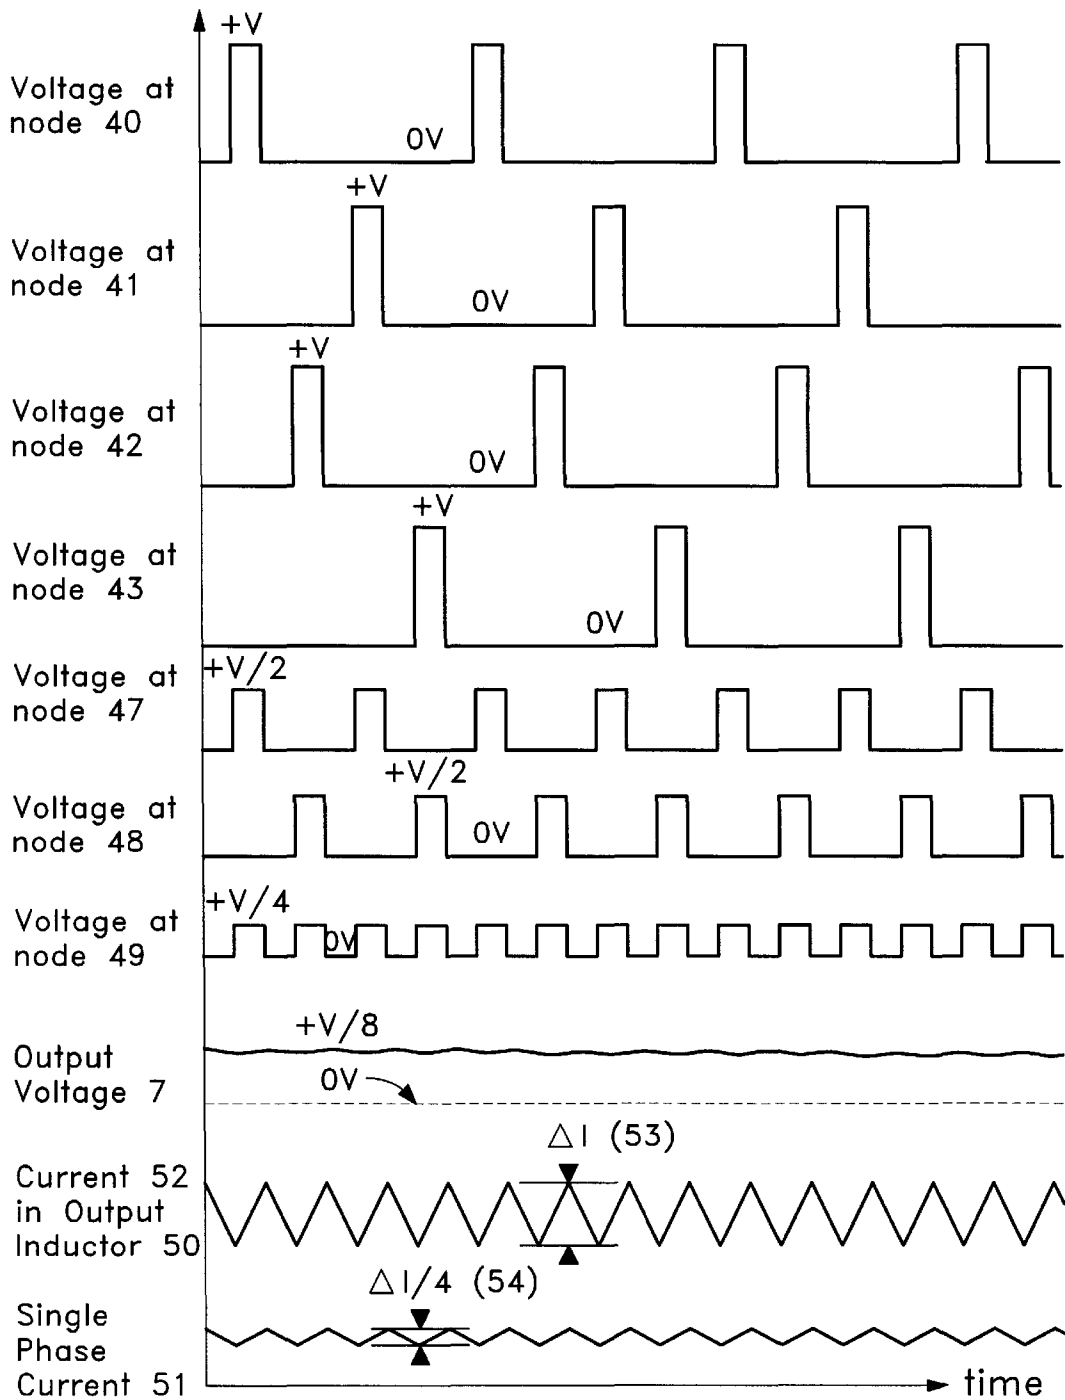 +V
Voltage at
node 40
0V
+V
Voltage at
node 41
0V
+V
Voltage at
node 42
0V
+V
Voltage at
node 43
0V
Voltage at
node 47
+V/2
+V/2
Voltage at
node 48
0V
+V/4
Voltage at
node 49
0V
+V/8
Output
Voltage 7
0V
△I (53)
Current 52
in Output
Inductor 50
△I/4 (54)
Single
Phase
Current 51
time